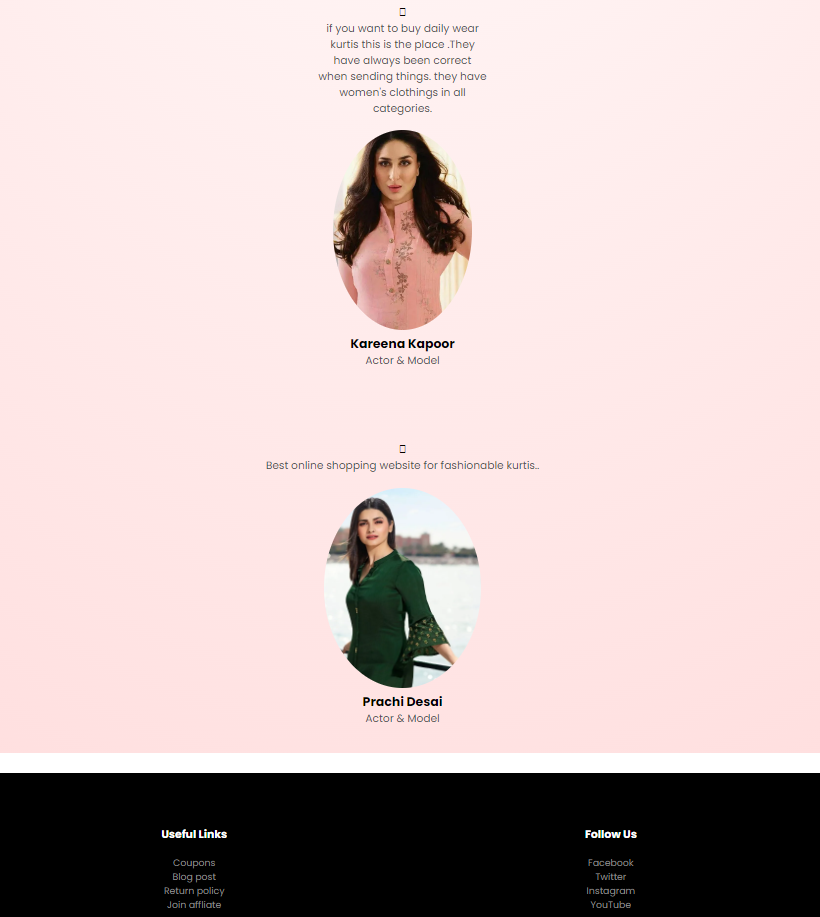 if you want to buy daily wear
kurtis this is the place .They
have always been correct
when sending things. they have
women's clothings in all
categories.
Kareena Kapoor
Actor & Model
Best online shopping website for fashionable kurtis..
Prachi Desai
Actor & Model
Useful Links
Coupons
Blog post
Return policy
Join affliate
Follow Us
Facebook
Twitter
Instagram
YouTube